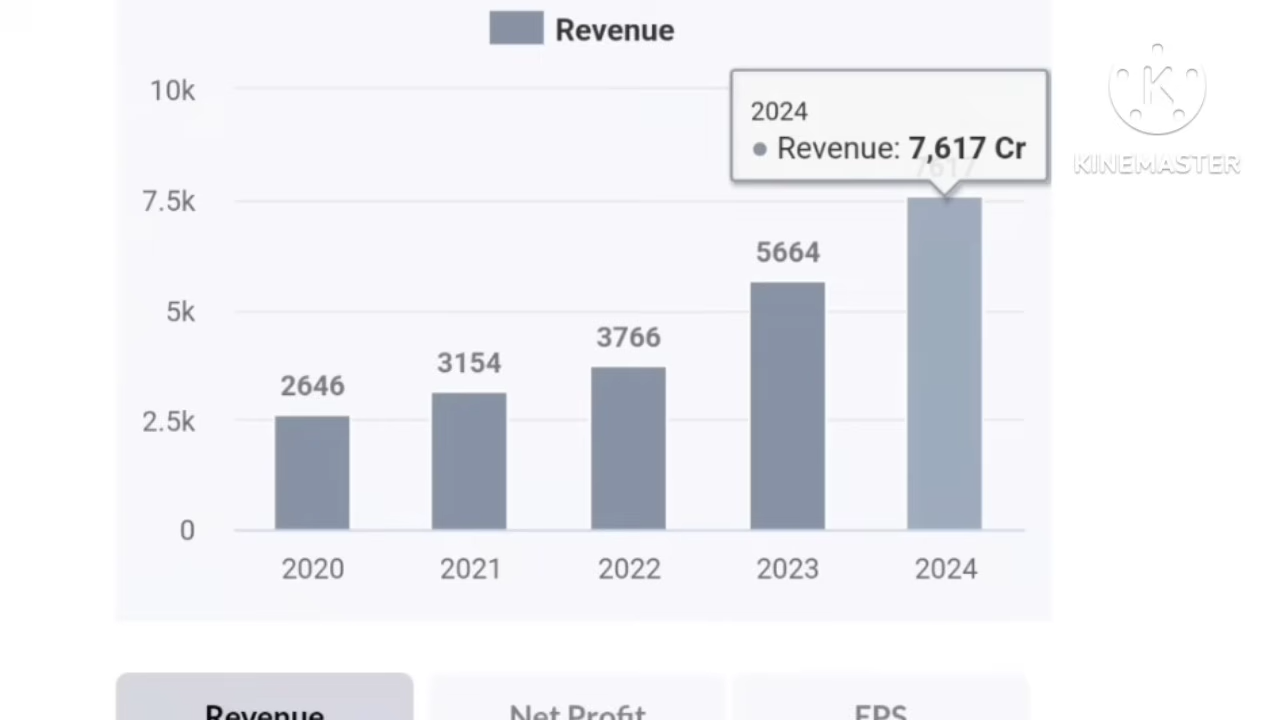 Revenue
10k
7.5k
5k
2.5k
0
2024
Revenue: 7,617 Cr
7617
5664
3766
3154
2646
2020 2021 2022 2023 2024
Revenue Net Profit EPS
KINEMASTER